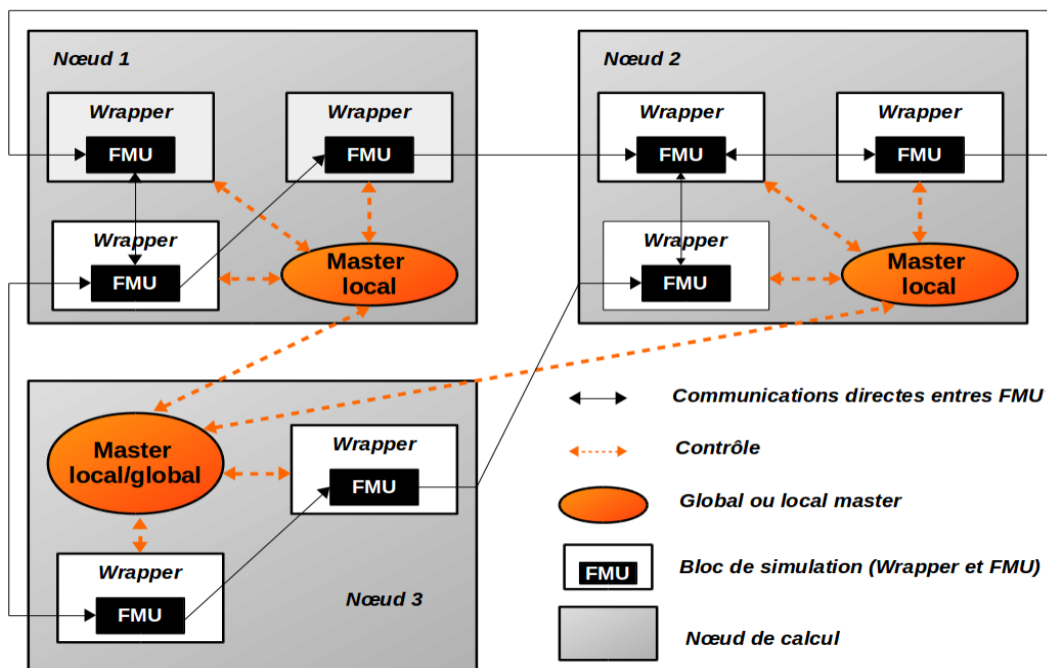 Nœud 1
Wrapper
FMU
Wrapper
FMU
Wrapper
FMU
Master
local
Nœud 2
Wrapper
FMU
Wrapper
FMU
Wrapper
FMU
Master
local
Master
local/global
Wrapper
FMU
Wrapper
FMU
Nœud 3
Communications directes entres FMU
Contrôle
Global ou local master
FMU
Bloc de simulation (Wrapper et FMU)
Nœud de calcul